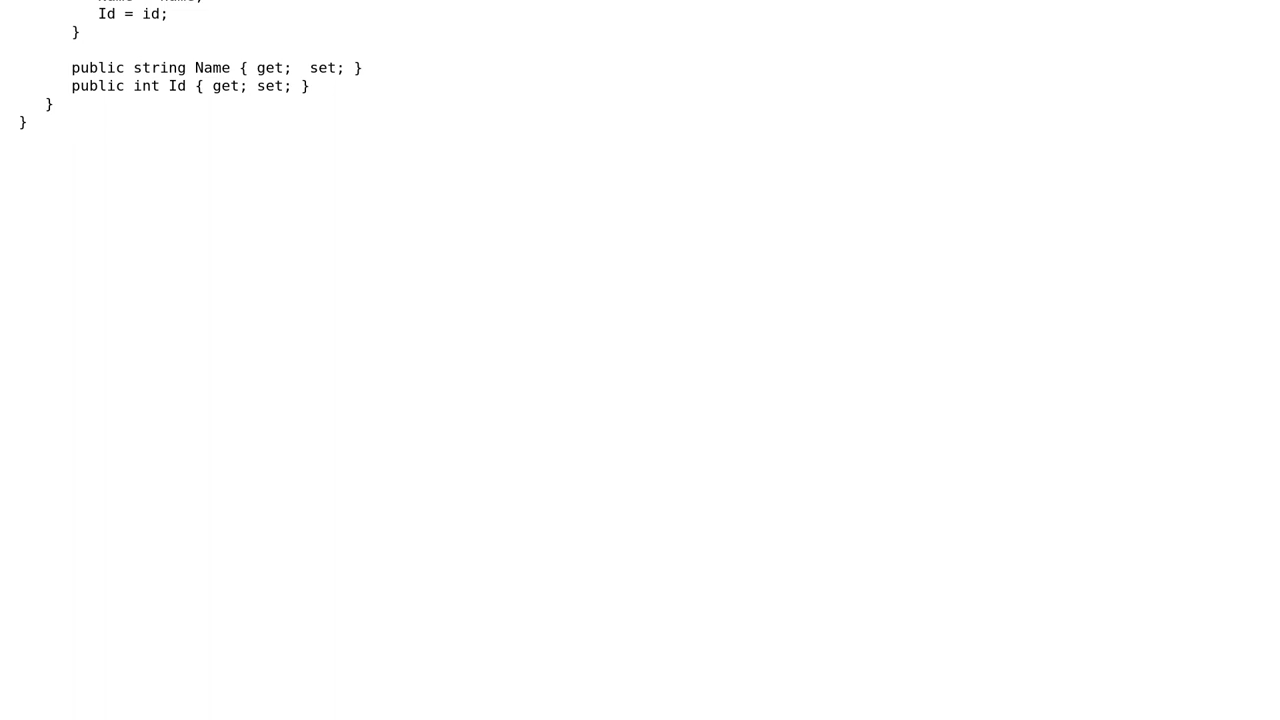 Id = id;
}
public string Name { get;  set; }
public int Id { get; set; }
}
}